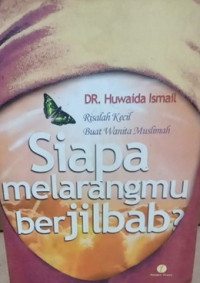 DR. Huwaida Ismail
Risalah Kecil
Buat Wanita Muslimah
Siapa
melarangmu
berjilbab?